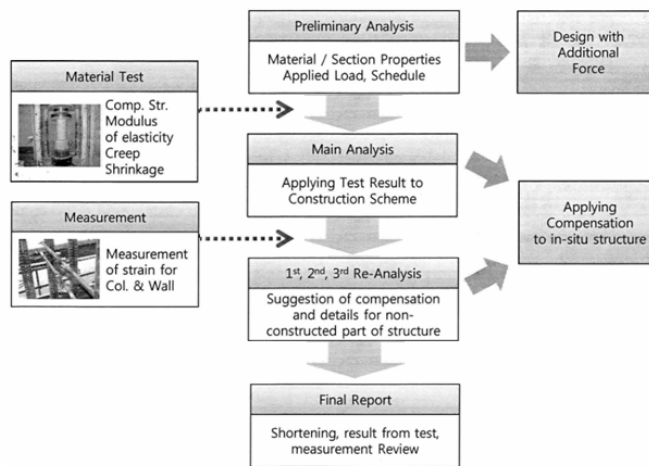 Preliminary Analysis
Material / Section Properties
Applied Load, Schedule
Design with
Additional
Force
Material Test
Comp. Str.
Modulus
of elasticity
Creep
Shrinkage
Main Analysis
Applying Test Result to
Construction Scheme
Applying
Compensation
to in-situ structure
Measurement
Measurement
of strain for
Col. & Wall
1st, 2nd, 3rd Re-Analysis
Suggestion of compensation
and details for non-
constructed part of structure
Final Report
Shortening, result from test,
measurement Review